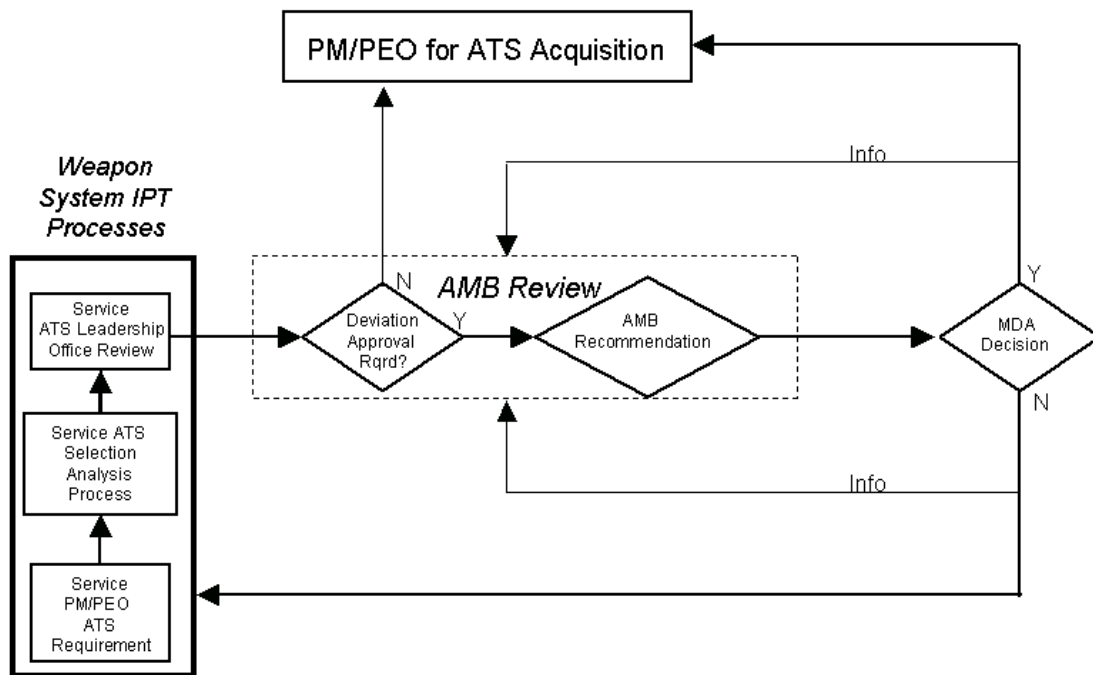 PM/PEO for ATS Acquisition
Info
Weapon
System IPT
Processes
AMB Review
N
Y
Service
ATS Leadership
Office Review
Deviation
Approval
Rqrd?
Y
AMB
Recommendation
MDA
Decision
N
Service ATS
Selection
Analysis
Process
Info
Service
PM/PEO
ATS
Requirement